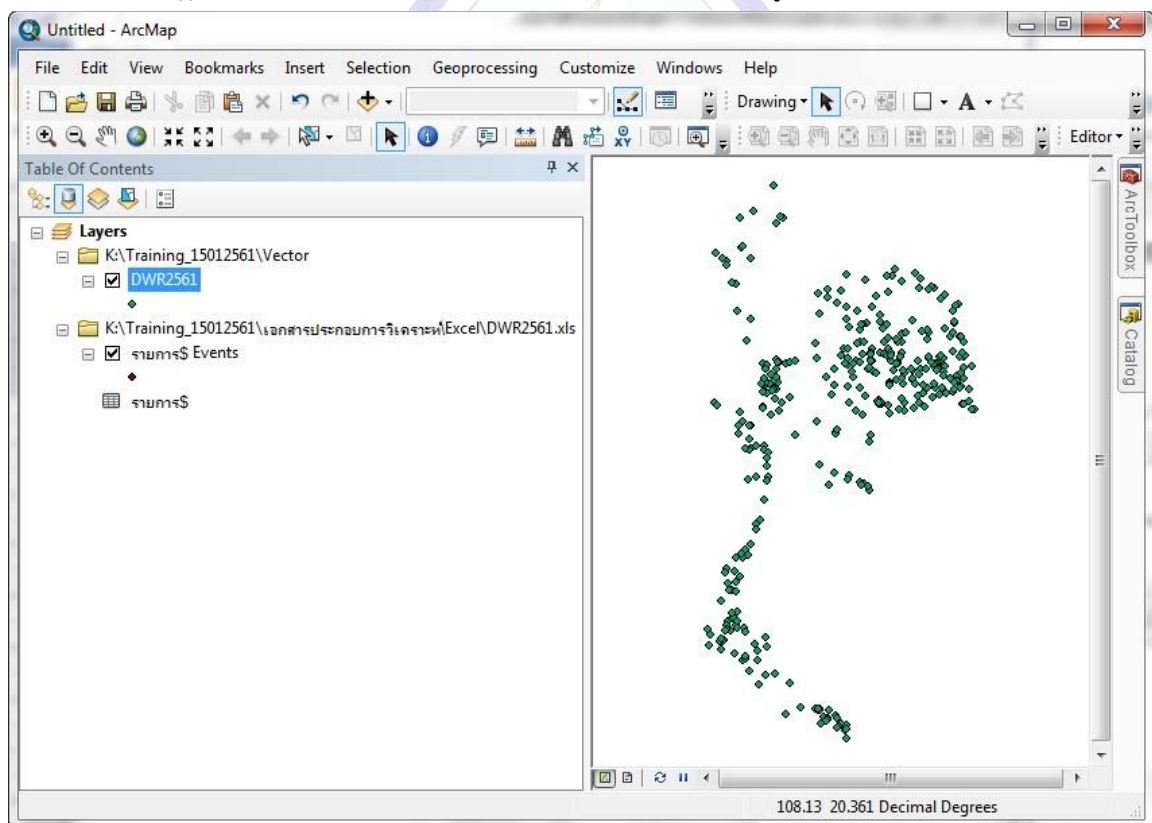 Untitled - ArcMap
File Edit View Bookmarks Insert Selection Geoprocessing Customize Windows Help
Drawing A
Editor
Table Of Contents
Layers
K:\Training_15012561\Vector
DWR2561
K:\Training_15012561\เอกสารประกอบการวิเคราะห์\Excel\DWR2561.xls
รายการ$ Events
รายการ$
ArcToolbox
Catalog
108.13 20.361 Decimal Degrees